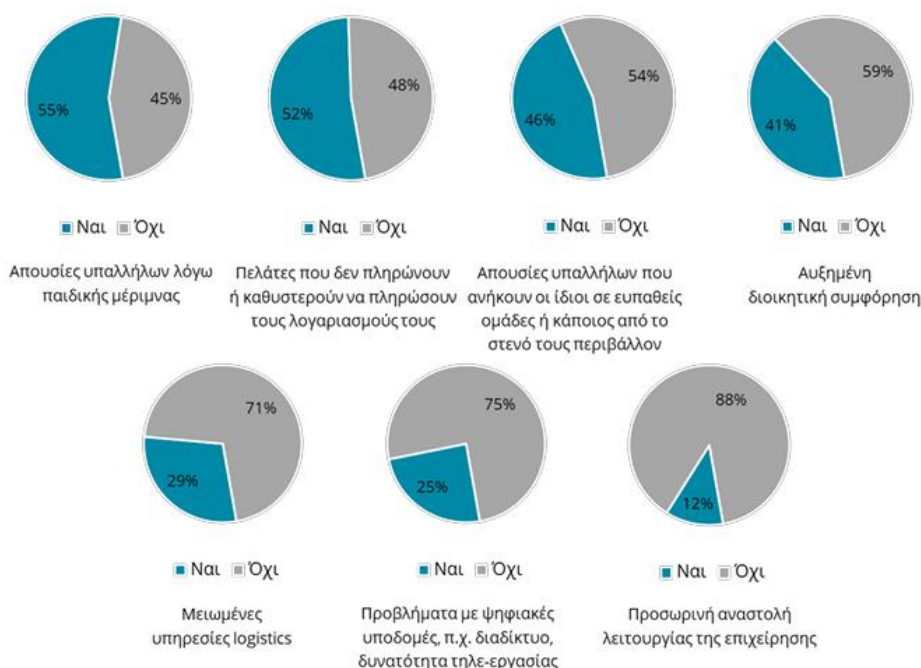 55%
45%
Ναι Όχι
Απουσίες υπαλλήλων λόγω
παιδικής μέριμνας
52%
48%
Ναι Όχι
Πελάτες που δεν πληρώνουν
ή καθυστερούν να πληρώσουν
τους λογαριασμούς τους
46%
54%
Ναι Όχι
Απουσίες υπαλλήλων που
ανήκουν οι ίδιοι σε ευπαθείς
ομάδες ή κάποιος από το
στενό τους περιβάλλον
41%
59%
Ναι Όχι
Αυξημένη
διοικητική συμφόρηση
29%
71%
Ναι Όχι
Μειωμένες
υπηρεσίες logistics
25%
75%
Ναι Όχι
Προβλήματα με ψηφιακές
υποδομές, π.χ. διαδίκτυο,
δυνατότητα τηλε-εργασίας
12%
88%
Ναι Όχι
Προσωρινή αναστολή
λειτουργίας της επιχείρησης